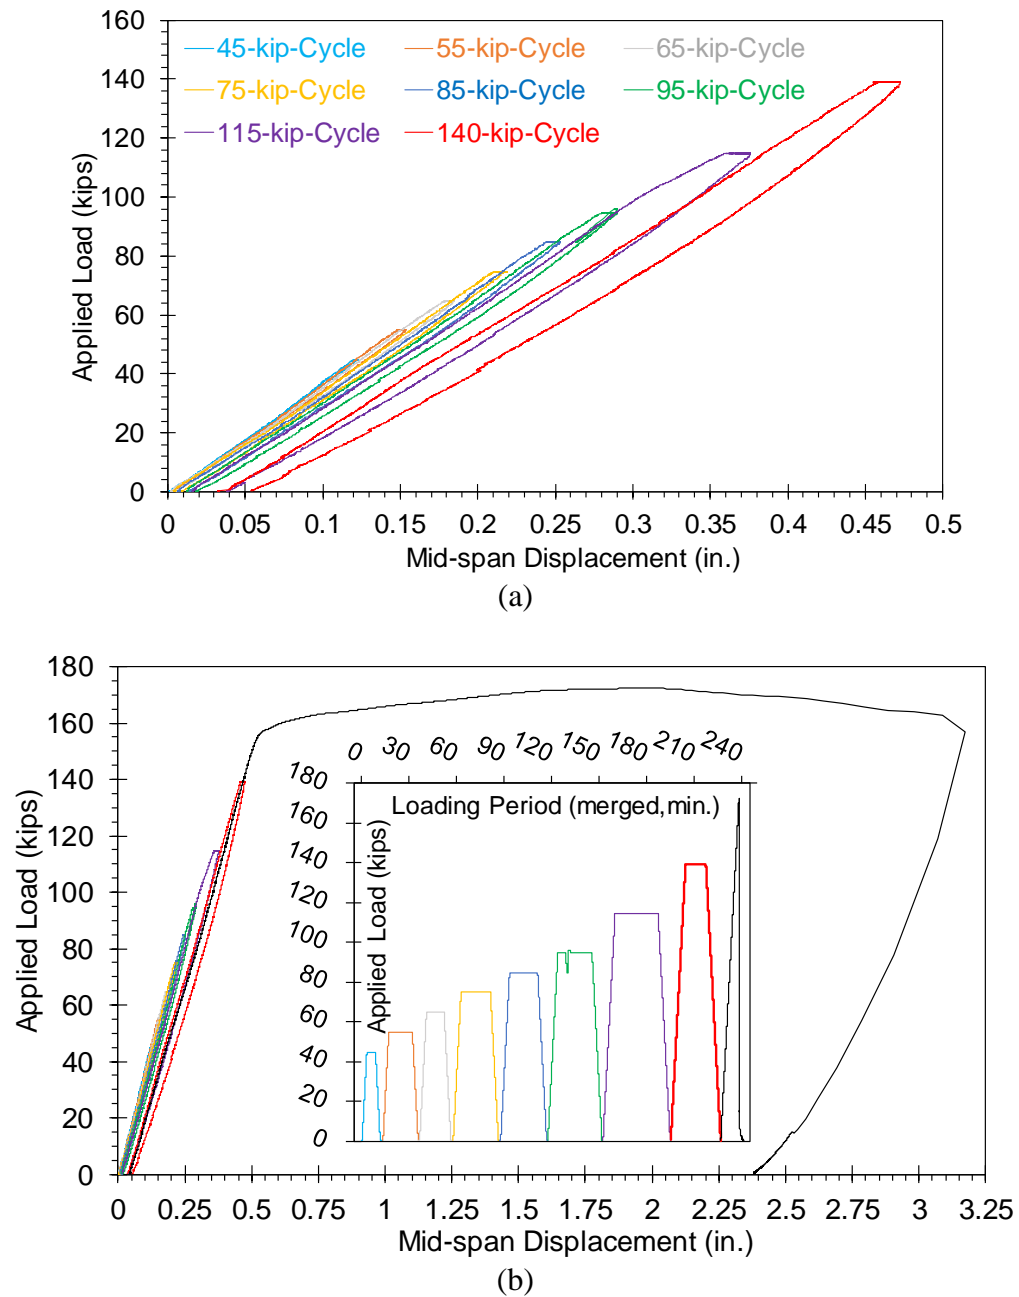 160
140
120
100
80
60
40
20
0
Applied Load (kips)
45-kip-Cycle 55-kip-Cycle 65-kip-Cycle
75-kip-Cycle 85-kip-Cycle 95-kip-Cycle
115-kip-Cycle 140-kip-Cycle
0 0.05 0.1 0.15 0.2 0.25 0.3 0.35 0.4 0.45 0.5
Mid-span Displacement (in.)
(a)
180
160
140
120
100
80
60
40
20
0
Applied Load (kips)
0 30 60 90 120 150 180 210 240
Loading Period (merged,min.)
180
160
140
120
100
80
60
40
20
0
Applied Load (kips)
0 0.25 0.5 0.75 1 1.25 1.5 1.75 2 2.25 2.5 2.75 3 3.25
Mid-span Displacement (in.)
(b)